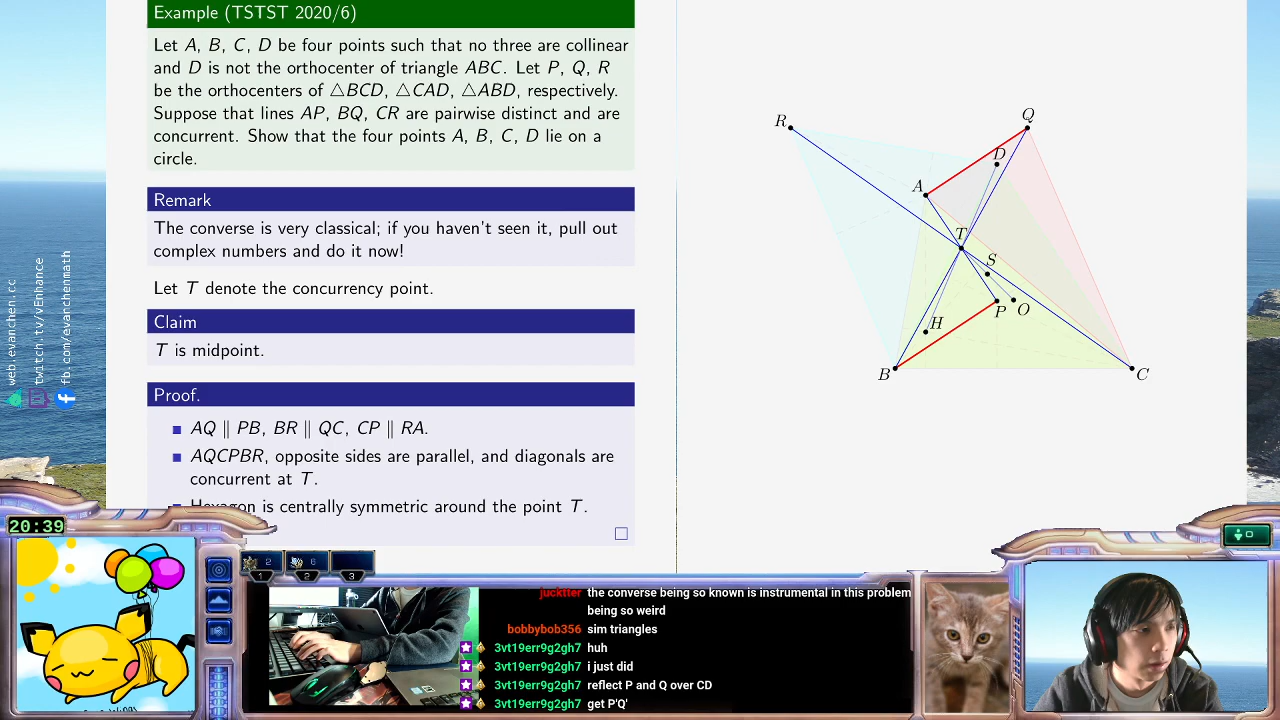 Example (TSTST 2020/6)
Let A, B, C, D be four points such that no three are collinear
and D is not the orthocenter of triangle ABC. Let P, Q, R
be the orthocenters of △BCD, △CAD, △ABD, respectively.
Suppose that lines AP, BQ, CR are pairwise distinct and are
concurrent. Show that the four points A, B, C, D lie on a
circle.
Remark
The converse is very classical; if you haven't seen it, pull out
complex numbers and do it now!
Let T denote the concurrency point.
Claim
T is midpoint.
Proof.
■ AQ ∥ PB, BR ∥ QC, CP ∥ RA.
■ AQCPBR, opposite sides are parallel, and diagonals are
concurrent at T.
■ Hexagon is centrally symmetric around the point T.
□
R
Q
D
A
T
S
P
O
H
B
C
web.evanchen.cc
twitch.tv/vEnhance
fb.com/evanchenmath
20:39
2
6
1
2
3
0
jucktter the converse being so known is instrumental in this problem
being so weird
bobbybob356 sim triangles
3vt19err9g2gh7 huh
3vt19err9g2gh7 i just did
3vt19err9g2gh7 reflect P and Q over CD
3vt19err9g2gh7 get P'Q'